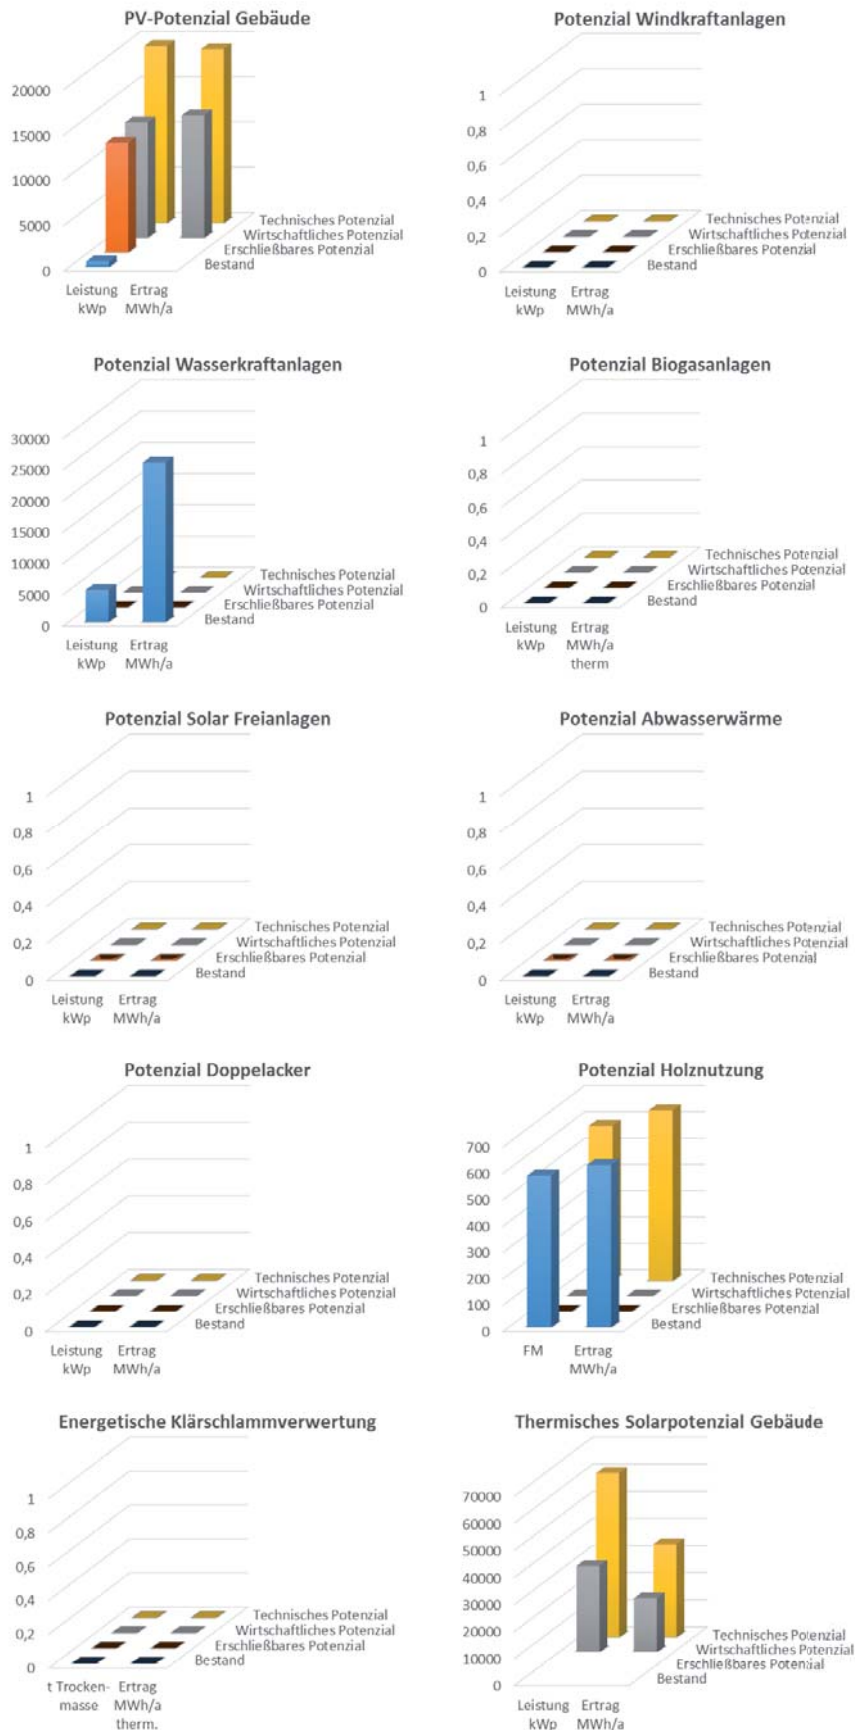 PV-Potenzial Gebäude
20000
15000
10000
5000
0
Technisches Potenzial
Wirtschaftliches Potenzial
Erschließbares Potenzial
Bestand
Leistung Ertrag
kWp MWh/a
Potenzial Windkraftanlagen
1
0,8
0,6
0,4
0,2
0
Technisches Potenzial
Wirtschaftliches Potenzial
Erschließbares Potenzial
Bestand
Leistung Ertrag
kWp MWh/a
Potenzial Wasserkraftanlagen
30000
25000
20000
15000
10000
5000
0
Technisches Potenzial
Wirtschaftliches Potenzial
Erschließbares Potenzial
Bestand
Leistung Ertrag
kWp MWh/a
Potenzial Biogasanlagen
1
0,8
0,6
0,4
0,2
0
Technisches Potenzial
Wirtschaftliches Potenzial
Erschließbares Potenzial
Bestand
Leistung Ertrag
kWp MWh/a
therm
Potenzial Solar Freianlagen
1
0,8
0,6
0,4
0,2
0
Technisches Potenzial
Wirtschaftliches Potenzial
Erschließbares Potenzial
Bestand
Leistung Ertrag
kWp MWh/a
Potenzial Abwasserwärme
1
0,8
0,6
0,4
0,2
0
Technisches Potenzial
Wirtschaftliches Potenzial
Erschließbares Potenzial
Bestand
Leistung Ertrag
kWp MWh/a
Potenzial Doppelacker
1
0,8
0,6
0,4
0,2
0
Technisches Potenzial
Wirtschaftliches Potenzial
Erschließbares Potenzial
Bestand
Leistung Ertrag
kWp MWh/a
Potenzial Holznutzung
700
600
500
400
300
200
100
0
Technisches Potenzial
Wirtschaftliches Potenzial
Erschließbares Potenzial
Bestand
FM Ertrag
MWh/a
Energetische Klärschlammverwertung
1
0,8
0,6
0,4
0,2
0
Technisches Potenzial
Wirtschaftliches Potenzial
Erschließbares Potenzial
Bestand
t Trocken- Ertrag
masse MWh/a
therm.
Thermisches Solarpotenzial Gebäude
70000
60000
50000
40000
30000
20000
10000
0
Technisches Potenzial
Wirtschaftliches Potenzial
Erschließbares Potenzial
Bestand
Leistung Ertrag
kWp MWh/a